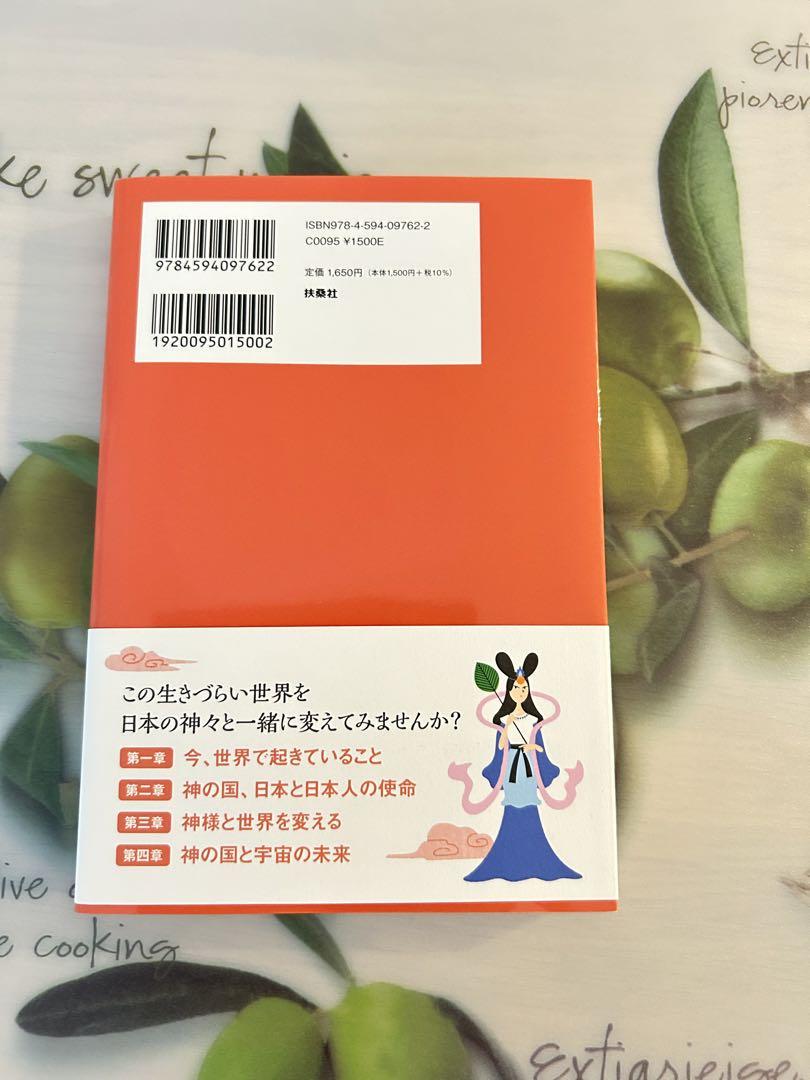 Exti
pioren
ke sweet
ISBN978-4-594-09762-2
C0095 ¥1500E
9784594097622
定価 1,650円（本体1,500円＋税10%）
扶桑社
1920095015002
この生きづらい世界を
日本の神々と一緒に変えてみませんか？
第一章 今、世界で起きていること
第二章 神の国、日本と日本人の使命
第三章 神様と世界を変える
第四章 神の国と宇宙の未来
ive
cooking